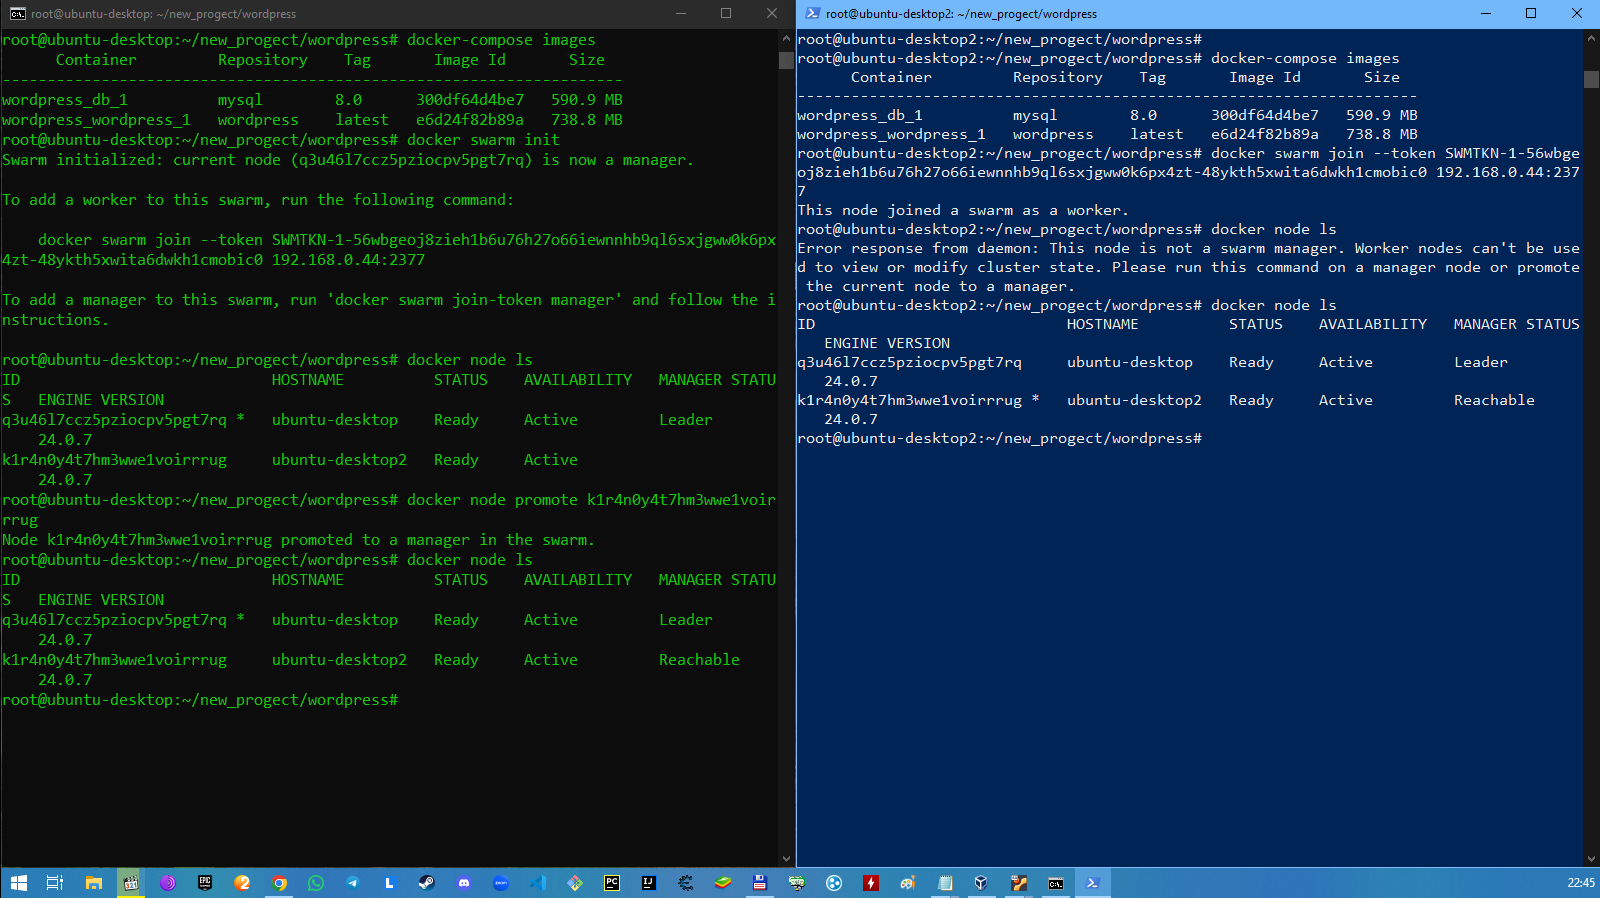 root@ubuntu-desktop: ~/new_progect/wordpress
root@ubuntu-desktop:~/new_progect/wordpress# docker-compose images
Container Repository Tag Image Id Size
---------------------------------------------------------------------
wordpress_db_1 mysql 8.0 300df64d4be7 590.9 MB
wordpress_wordpress_1 wordpress latest e6d24f82b89a 738.8 MB
root@ubuntu-desktop:~/new_progect/wordpress# docker swarm init
Swarm initialized: current node (q3u46l7ccz5pziocpv5pgt7rq) is now a manager.
To add a worker to this swarm, run the following command:
docker swarm join --token SWMTKN-1-56wbgeoj8zieh1b6u76h27o66iewnnhb9ql6sxjgww0k6px
4zt-48ykth5xwita6dwkh1cmobic0 192.168.0.44:2377
To add a manager to this swarm, run 'docker swarm join-token manager' and follow the i
nstructions.
root@ubuntu-desktop:~/new_progect/wordpress# docker node ls
ID HOSTNAME STATUS AVAILABILITY MANAGER STATU
S ENGINE VERSION
q3u46l7ccz5pziocpv5pgt7rq * ubuntu-desktop Ready Active Leader
24.0.7
k1r4n0y4t7hm3wwe1voirrrug ubuntu-desktop2 Ready Active
24.0.7
root@ubuntu-desktop:~/new_progect/wordpress# docker node promote k1r4n0y4t7hm3wwe1voir
rrug
Node k1r4n0y4t7hm3wwe1voirrrug promoted to a manager in the swarm.
root@ubuntu-desktop:~/new_progect/wordpress# docker node ls
ID HOSTNAME STATUS AVAILABILITY MANAGER STATU
S ENGINE VERSION
q3u46l7ccz5pziocpv5pgt7rq * ubuntu-desktop Ready Active Leader
24.0.7
k1r4n0y4t7hm3wwe1voirrrug ubuntu-desktop2 Ready Active Reachable
24.0.7
root@ubuntu-desktop:~/new_progect/wordpress#
root@ubuntu-desktop2: ~/new_progect/wordpress
root@ubuntu-desktop2:~/new_progect/wordpress#
root@ubuntu-desktop2:~/new_progect/wordpress# docker-compose images
Container Repository Tag Image Id Size
---------------------------------------------------------------------
wordpress_db_1 mysql 8.0 300df64d4be7 590.9 MB
wordpress_wordpress_1 wordpress latest e6d24f82b89a 738.8 MB
root@ubuntu-desktop2:~/new_progect/wordpress# docker swarm join --token SWMTKN-1-56wbge
oj8zieh1b6u76h27o66iewnnhb9ql6sxjgww0k6px4zt-48ykth5xwita6dwkh1cmobic0 192.168.0.44:237
7
This node joined a swarm as a worker.
root@ubuntu-desktop2:~/new_progect/wordpress# docker node ls
Error response from daemon: This node is not a swarm manager. Worker nodes can't be use
d to view or modify cluster state. Please run this command on a manager node or promote
the current node to a manager.
root@ubuntu-desktop2:~/new_progect/wordpress# docker node ls
ID HOSTNAME STATUS AVAILABILITY MANAGER STATUS
ENGINE VERSION
q3u46l7ccz5pziocpv5pgt7rq ubuntu-desktop Ready Active Leader
24.0.7
k1r4n0y4t7hm3wwe1voirrrug * ubuntu-desktop2 Ready Active Reachable
24.0.7
root@ubuntu-desktop2:~/new_progect/wordpress#
22:45